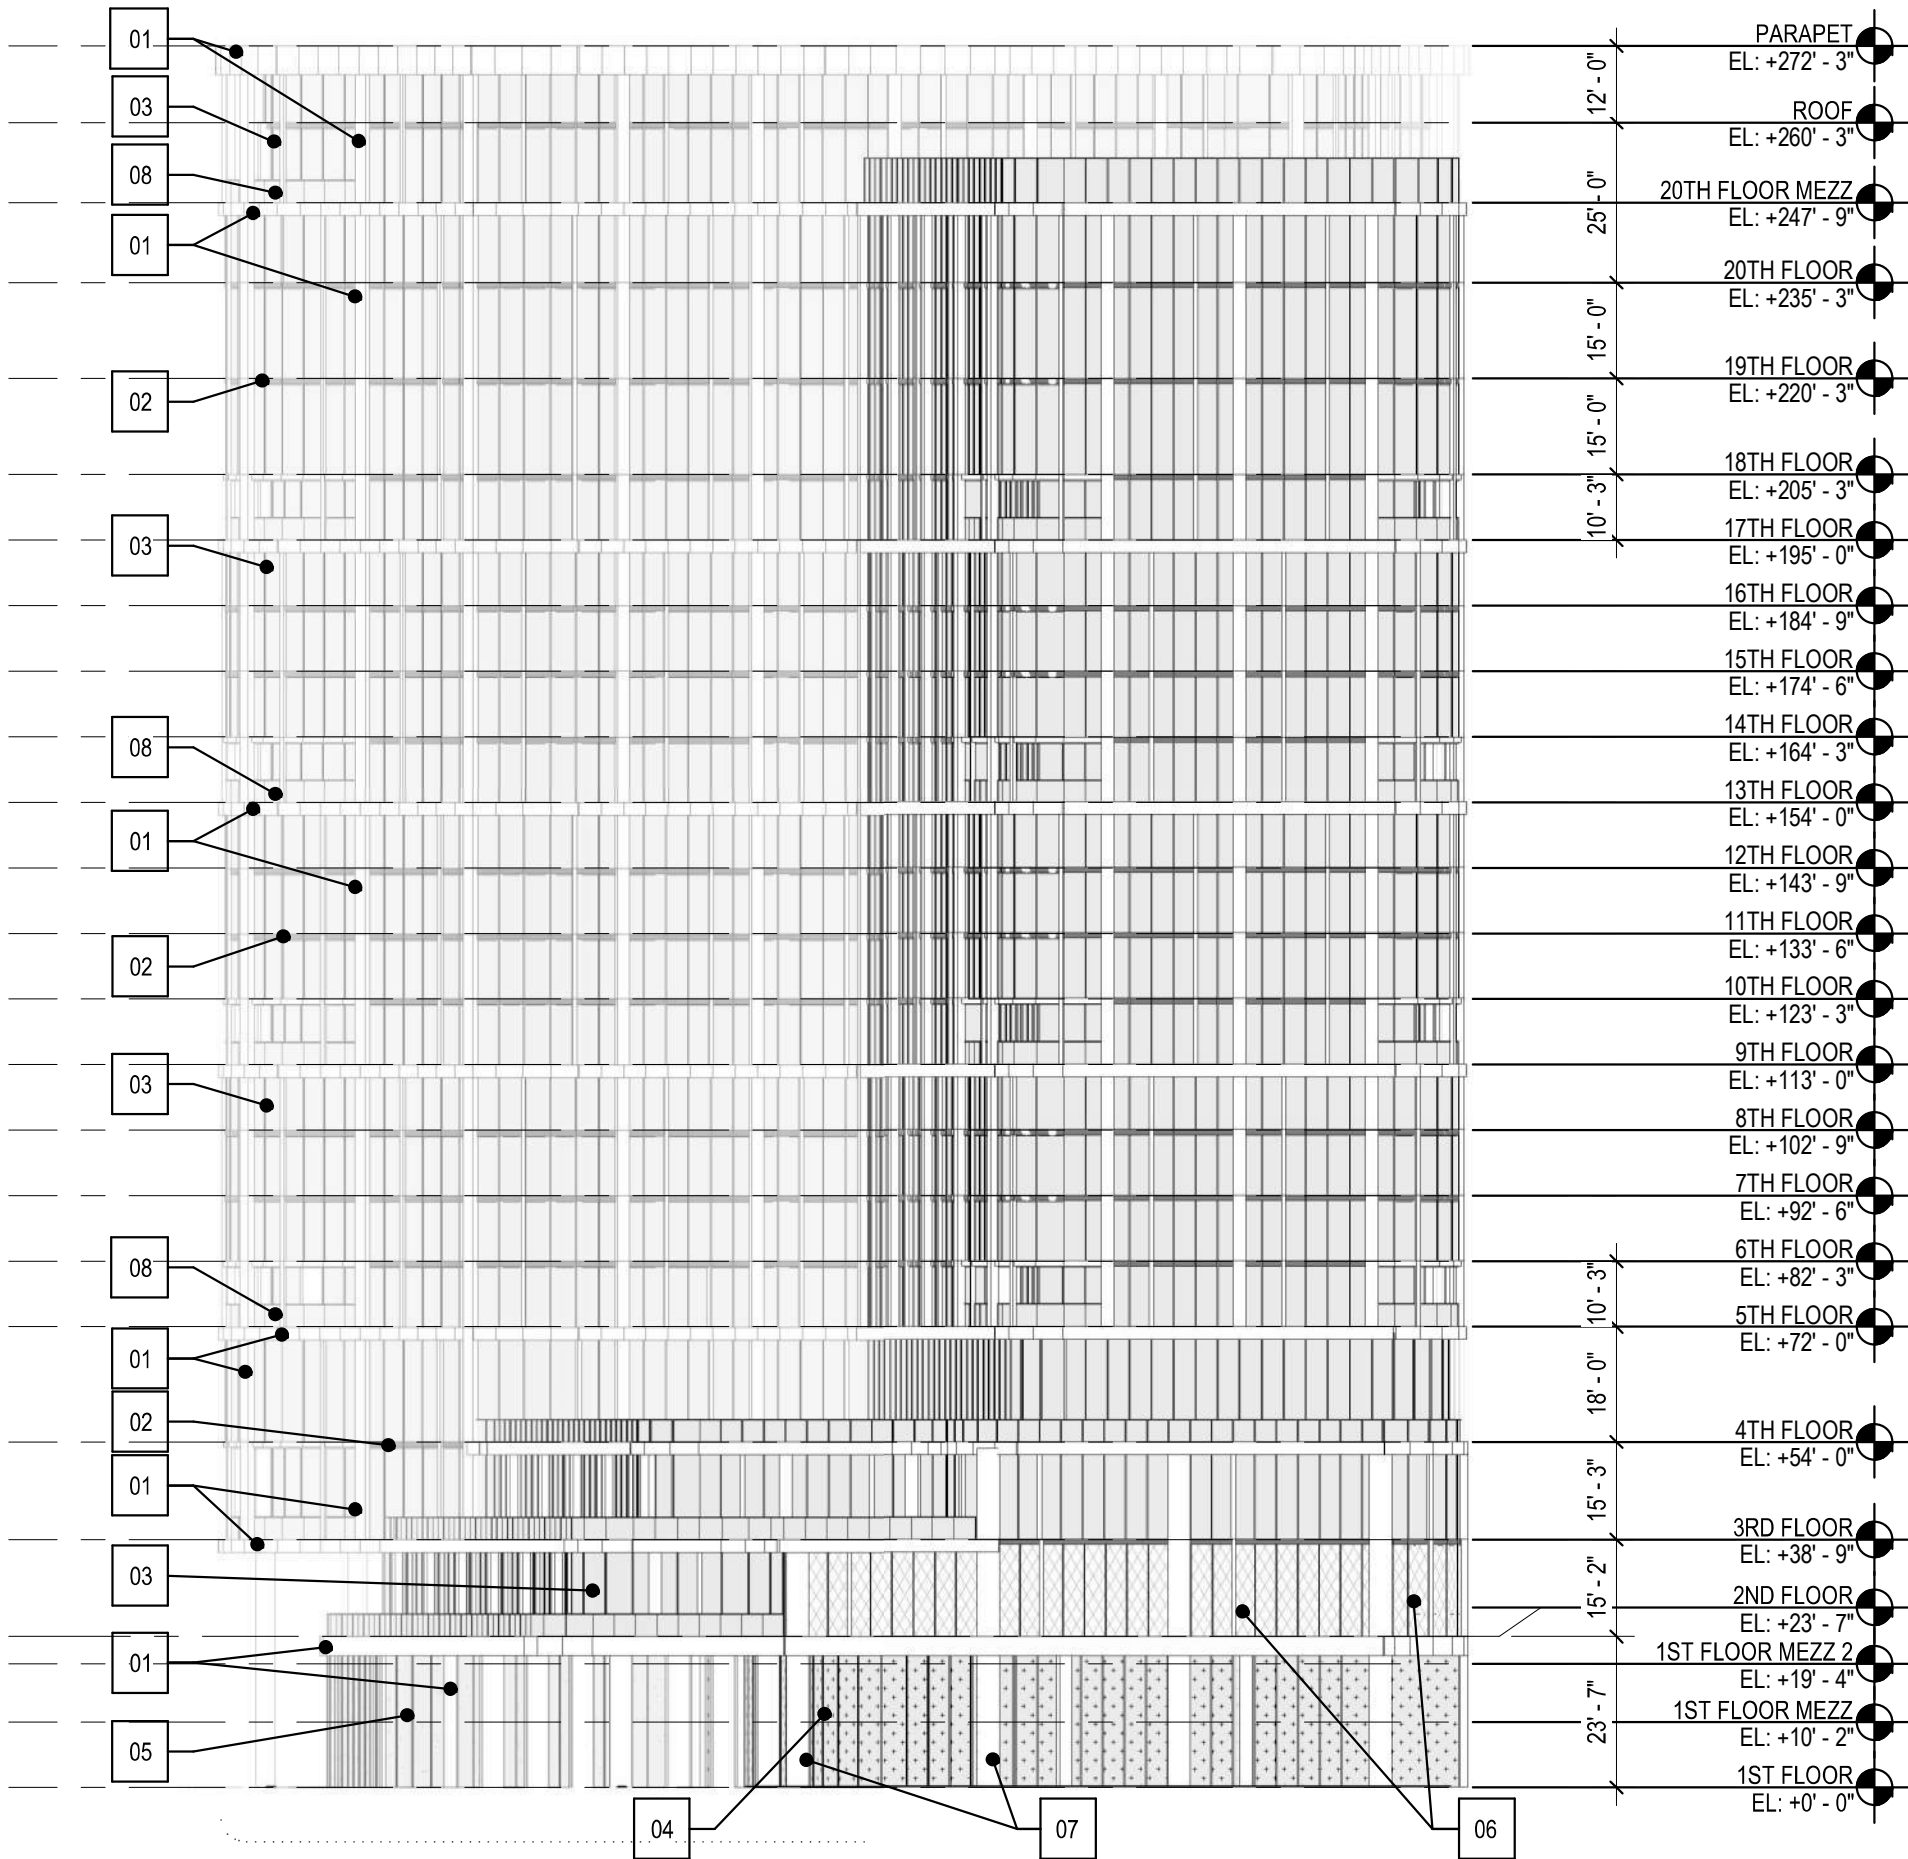 01
03
08
01
02
03
08
01
02
03
08
01
02
01
03
01
05
04
07
06
12' - 0"
25' - 0"
15' - 0"
15' - 0"
10' - 3"
10' - 3"
18' - 0"
15' - 3"
15' - 2"
23' - 7"
PARAPET
EL: +272' - 3"
ROOF
EL: +260' - 3"
20TH FLOOR MEZZ
EL: +247' - 9"
20TH FLOOR
EL: +235' - 3"
19TH FLOOR
EL: +220' - 3"
18TH FLOOR
EL: +205' - 3"
17TH FLOOR
EL: +195' - 0"
16TH FLOOR
EL: +184' - 9"
15TH FLOOR
EL: +174' - 6"
14TH FLOOR
EL: +164' - 3"
13TH FLOOR
EL: +154' - 0"
12TH FLOOR
EL: +143' - 9"
11TH FLOOR
EL: +133' - 6"
10TH FLOOR
EL: +123' - 3"
9TH FLOOR
EL: +113' - 0"
8TH FLOOR
EL: +102' - 9"
7TH FLOOR
EL: +92' - 6"
6TH FLOOR
EL: +82' - 3"
5TH FLOOR
EL: +72' - 0"
4TH FLOOR
EL: +54' - 0"
3RD FLOOR
EL: +38' - 9"
2ND FLOOR
EL: +23' - 7"
1ST FLOOR MEZZ 2
EL: +19' - 4"
1ST FLOOR MEZZ
EL: +10' - 2"
1ST FLOOR
EL: +0' - 0"